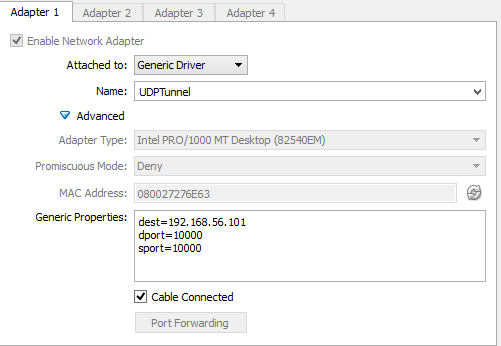 Adapter 1 Adapter 2 Adapter 3 Adapter 4
Enable Network Adapter
Attached to: Generic Driver
Name: UDPTunnel
Advanced
Adapter Type: Intel PRO/1000 MT Desktop (82540EM)
Promiscuous Mode: Deny
MAC Address: 080027276E63
Generic Properties: dest=192.168.56.101
dport=10000
sport=10000
Cable Connected
Port Forwarding